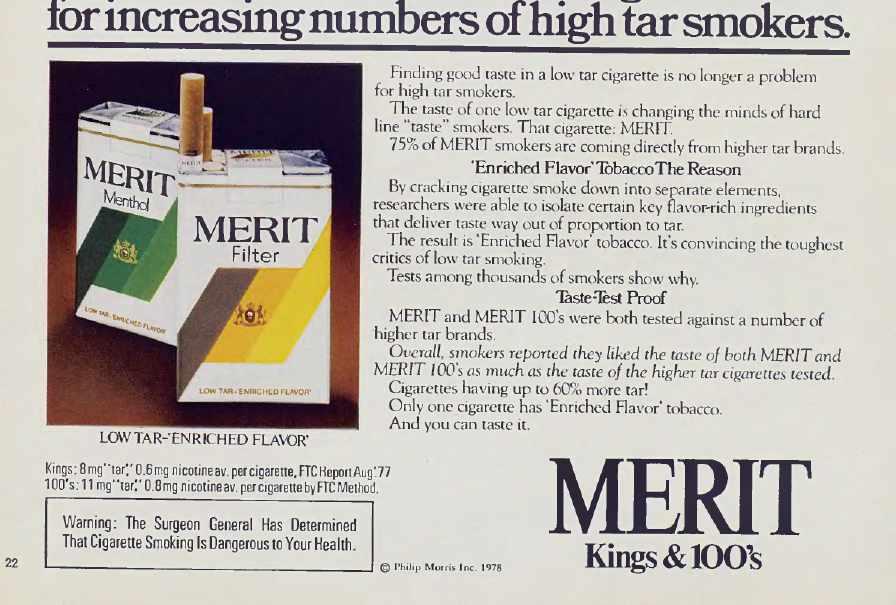 for increasing numbers of high tar smokers.
Finding good taste in a low tar cigarette is no longer a problem
for high tar smokers.
The taste of one low tar cigarette is changing the minds of hard
line "taste" smokers. That cigarette: MERIT.
75% of MERIT smokers are coming directly from higher tar brands.
'Enriched Flavor' Tobacco The Reason
By cracking cigarette smoke down into separate elements,
researchers were able to isolate certain key flavor-rich ingredients
that deliver taste way out of proportion to tar.
The result is 'Enriched Flavor' tobacco. It's convincing the toughest
critics of low tar smoking.
Tests among thousands of smokers show why.
Taste-Test Proof
MERIT and MERIT 100's were both tested against a number of
higher tar brands.
Overall, smokers reported they liked the taste of both MERIT and
MERIT 100's as much as the taste of the higher tar cigarettes tested.
Cigarettes having up to 60% more tar!
Only one cigarette has 'Enriched Flavor' tobacco.
And you can taste it.
MERIT
Menthol
LOW TAR-'ENRICHED FLAVOR'
MERIT
Filter
LOW TAR-'ENRICHED FLAVOR'
LOW TAR-'ENRICHED FLAVOR'
Kings: 8 mg "tar," 0.6 mg nicotine av. per cigarette, FTC Report Aug.'77
100's: 11 mg "tar," 0.8 mg nicotine av. per cigarette by FTC Method.
Warning: The Surgeon General Has Determined
That Cigarette Smoking Is Dangerous to Your Health.
MERIT
Kings & 100's
22
© Philip Morris Inc. 1978